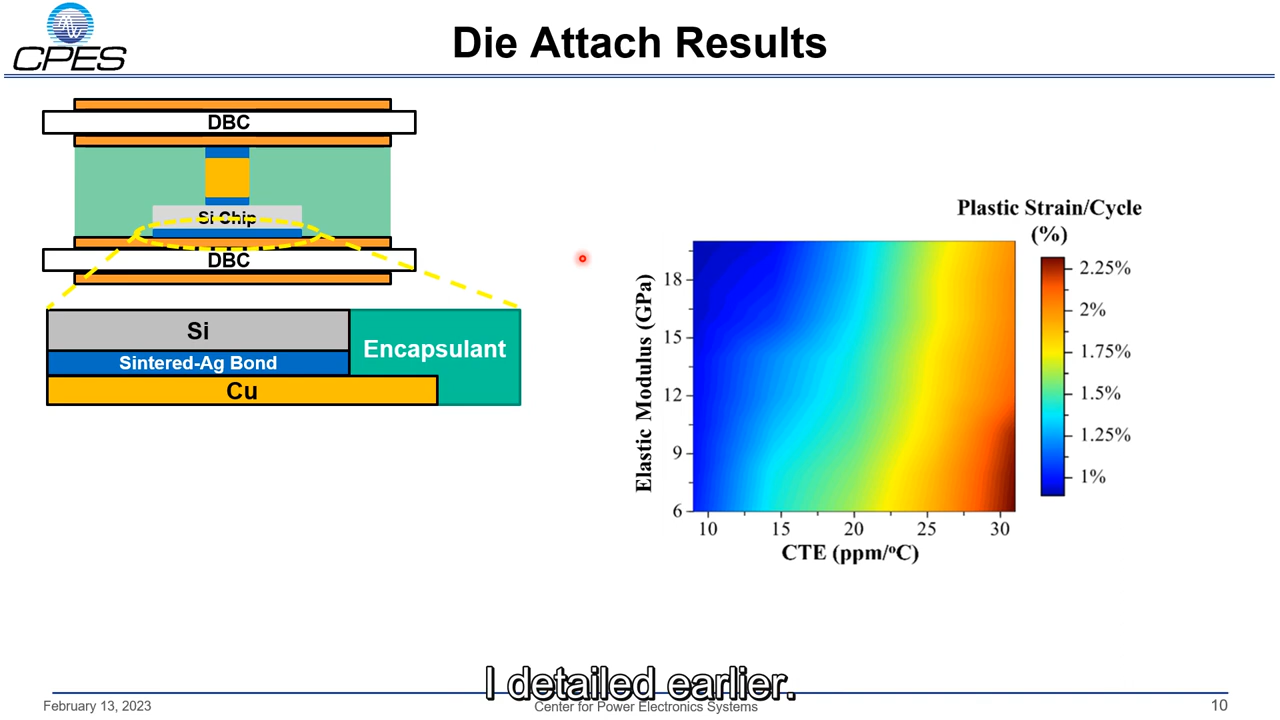 CPES
Die Attach Results
DBC
Si Chip
DBC
Si
Sintered-Ag Bond
Cu
Encapsulant
Plastic Strain/Cycle
(%)
2.25%
2%
1.75%
1.5%
1.25%
1%
Elastic Modulus (GPa)
18
15
12
9
6
10 15 20 25 30
CTE (ppm/°C)
I detailed earlier.
February 13, 2023
Center for Power Electronics Systems
10